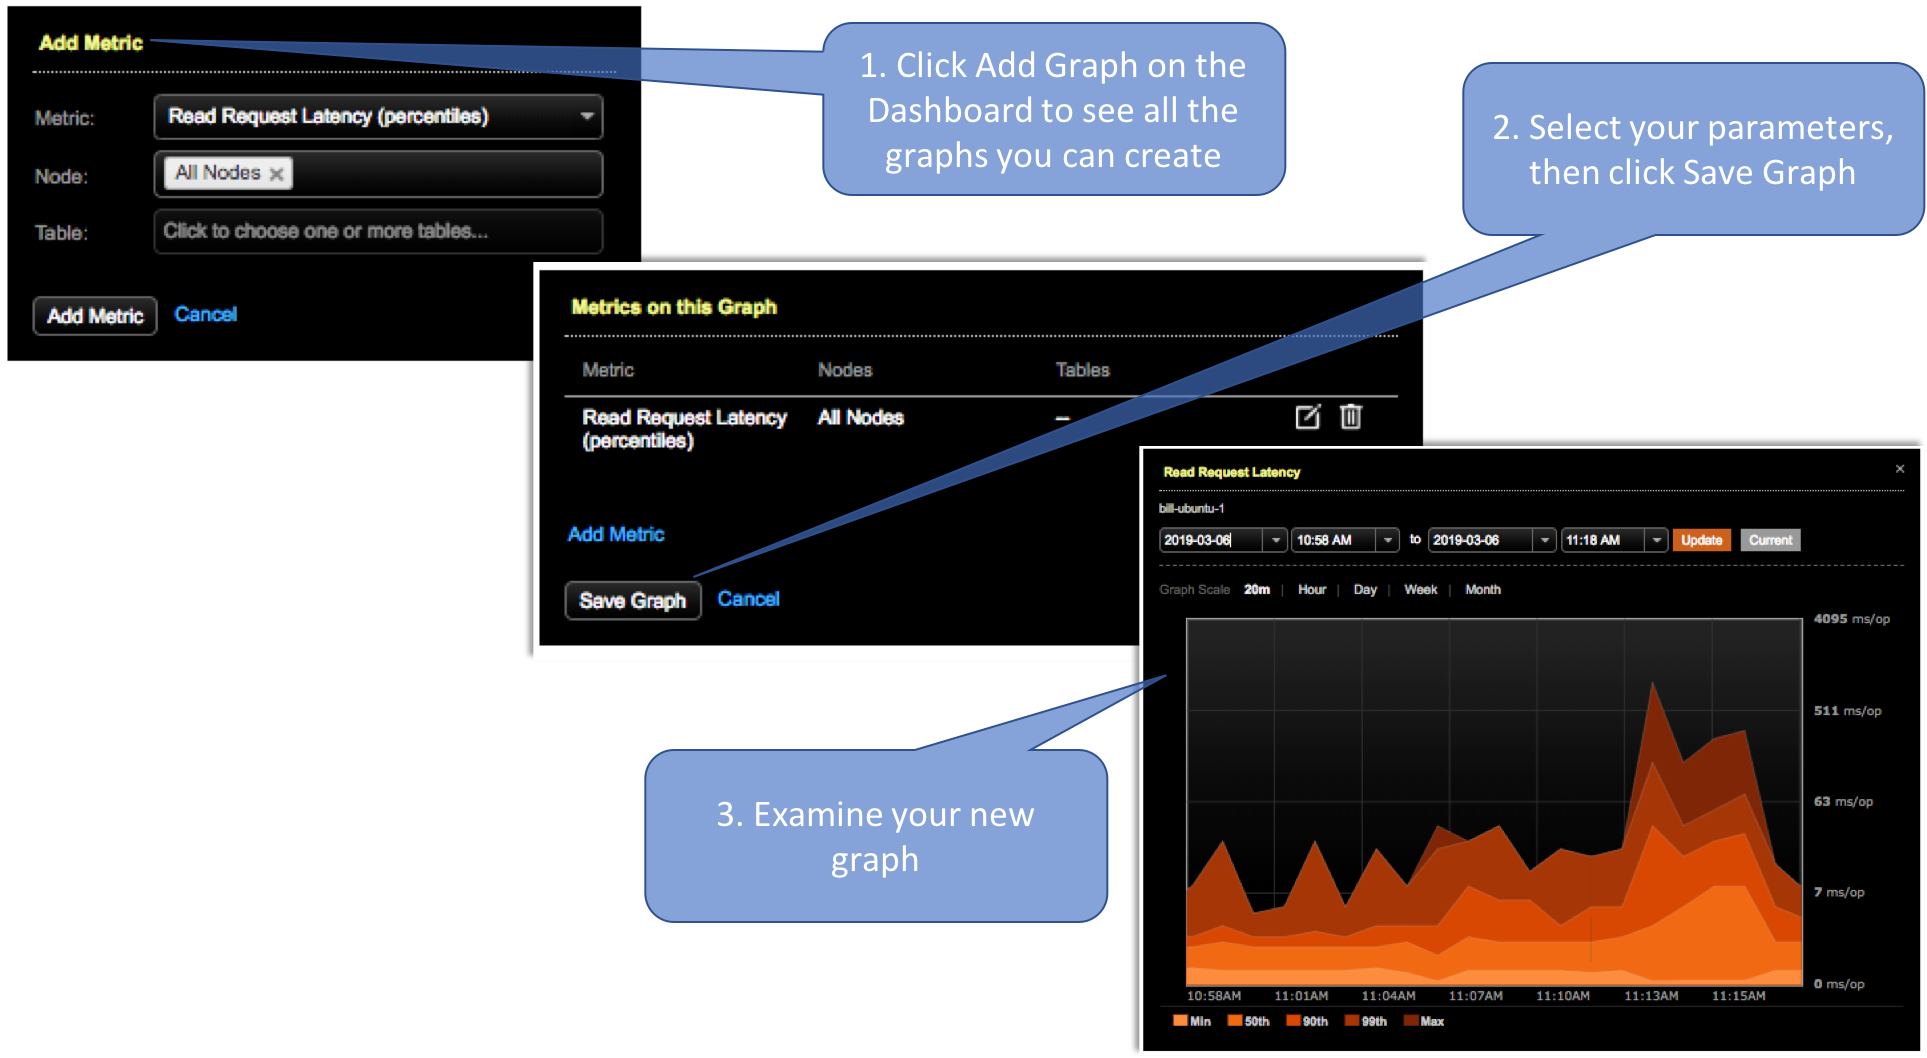 Add Metric
1. Click Add Graph on the
Dashboard to see all the
graphs you can create
Metric:
Read Request Latency (percentiles)
Node:
All Nodes ×
Table:
Click to choose one or more tables...
Add Metric
Cancel
2. Select your parameters,
then click Save Graph
Metrics on this Graph
Metric Nodes Tables
Read Request Latency All Nodes --
(percentiles)
Add Metric
Save Graph Cancel
Read Request Latency ×
bill-ubuntu-1
2019-03-06 10:58 AM to 2019-03-06 11:18 AM Update Current
Graph Scale 20m | Hour | Day | Week | Month
4095 ms/op
511 ms/op
63 ms/op
7 ms/op
0 ms/op
10:58AM 11:01AM 11:04AM 11:07AM 11:10AM 11:13AM 11:15AM
Min 50th 90th 99th Max
3. Examine your new
graph